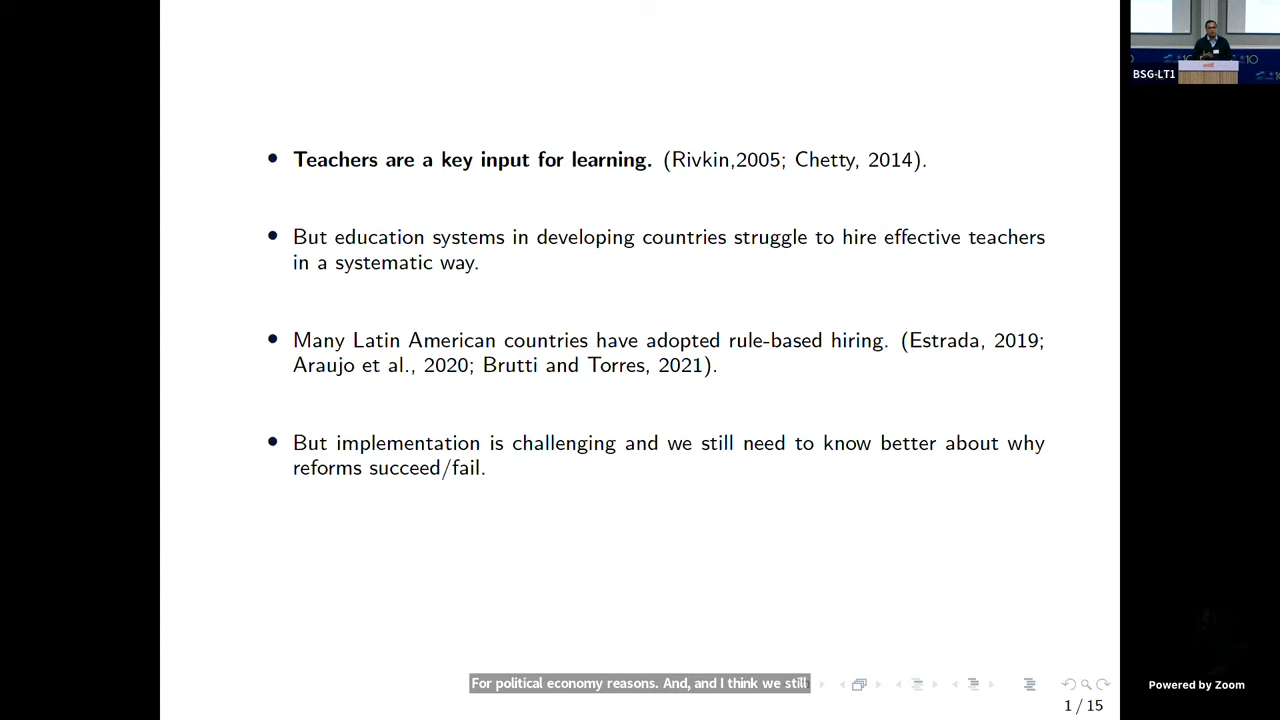 BSG-LT1
• Teachers are a key input for learning. (Rivkin,2005; Chetty, 2014).
• But education systems in developing countries struggle to hire effective teachers
in a systematic way.
• Many Latin American countries have adopted rule-based hiring. (Estrada, 2019;
Araujo et al., 2020; Brutti and Torres, 2021).
• But implementation is challenging and we still need to know better about why
reforms succeed/fail.
For political economy reasons. And, and I think we still
Powered by Zoom
1 / 15